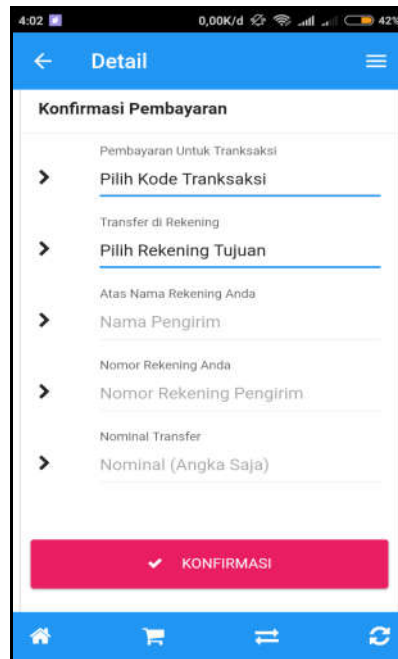 4:02 0,00K/d 42%
Detail
Konfirmasi Pembayaran
Pembayaran Untuk Tranksaksi
Pilih Kode Tranksaksi
Transfer di Rekening
Pilih Rekening Tujuan
Atas Nama Rekening Anda
Nama Pengirim
Nomor Rekening Anda
Nomor Rekening Pengirim
Nominal Transfer
Nominal (Angka Saja)
KONFIRMASI